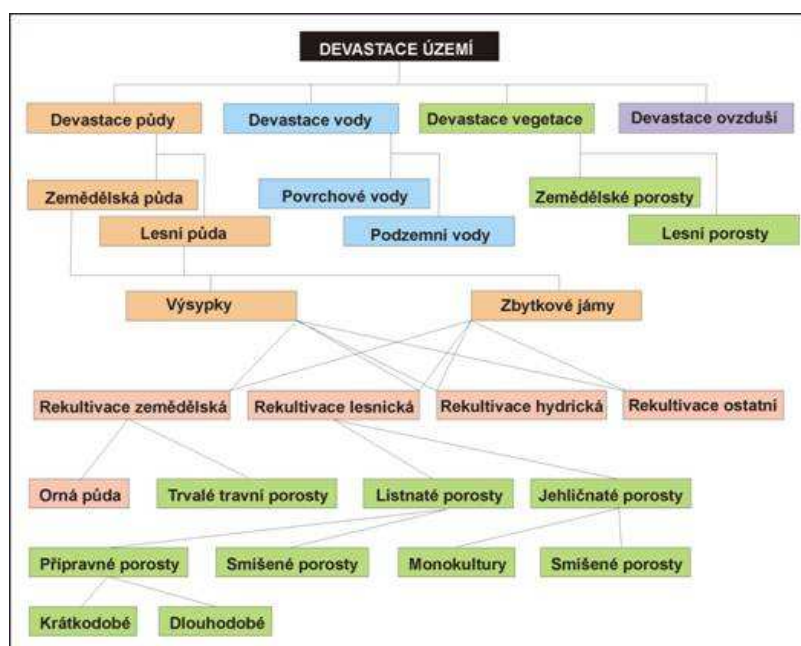 DEVASTACE ÚZEMÍ
Devastace půdy
Devastace vody
Devastace vegetace
Devastace ovzduší
Zemědělská půda
Povrchové vody
Zemědělské porosty
Lesní půda
Podzemní vody
Lesní porosty
Výsypky
Zbytkové jámy
Rekultivace zemědělská
Rekultivace lesnická
Rekultivace hydrická
Rekultivace ostatní
Orná půda
Trvalé travní porosty
Listnaté porosty
Jehličnaté porosty
Přípravné porosty
Smíšené porosty
Monokultury
Smíšené porosty
Krátkodobé
Dlouhodobé